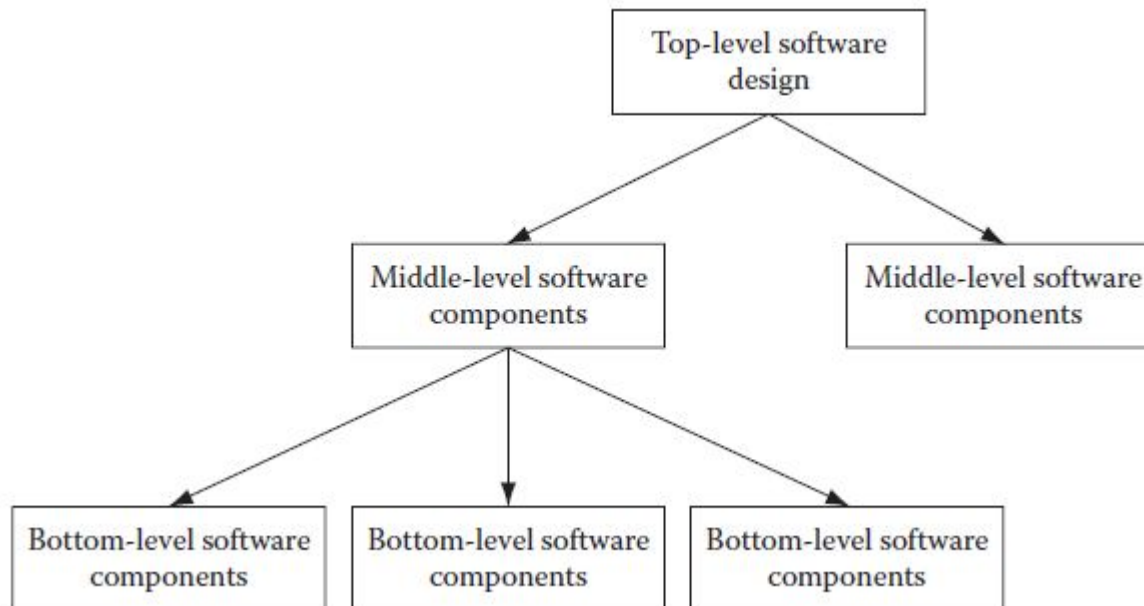 Top-level software
design
Middle-level software
components
Middle-level software
components
Bottom-level software
components
Bottom-level software
components
Bottom-level software
components